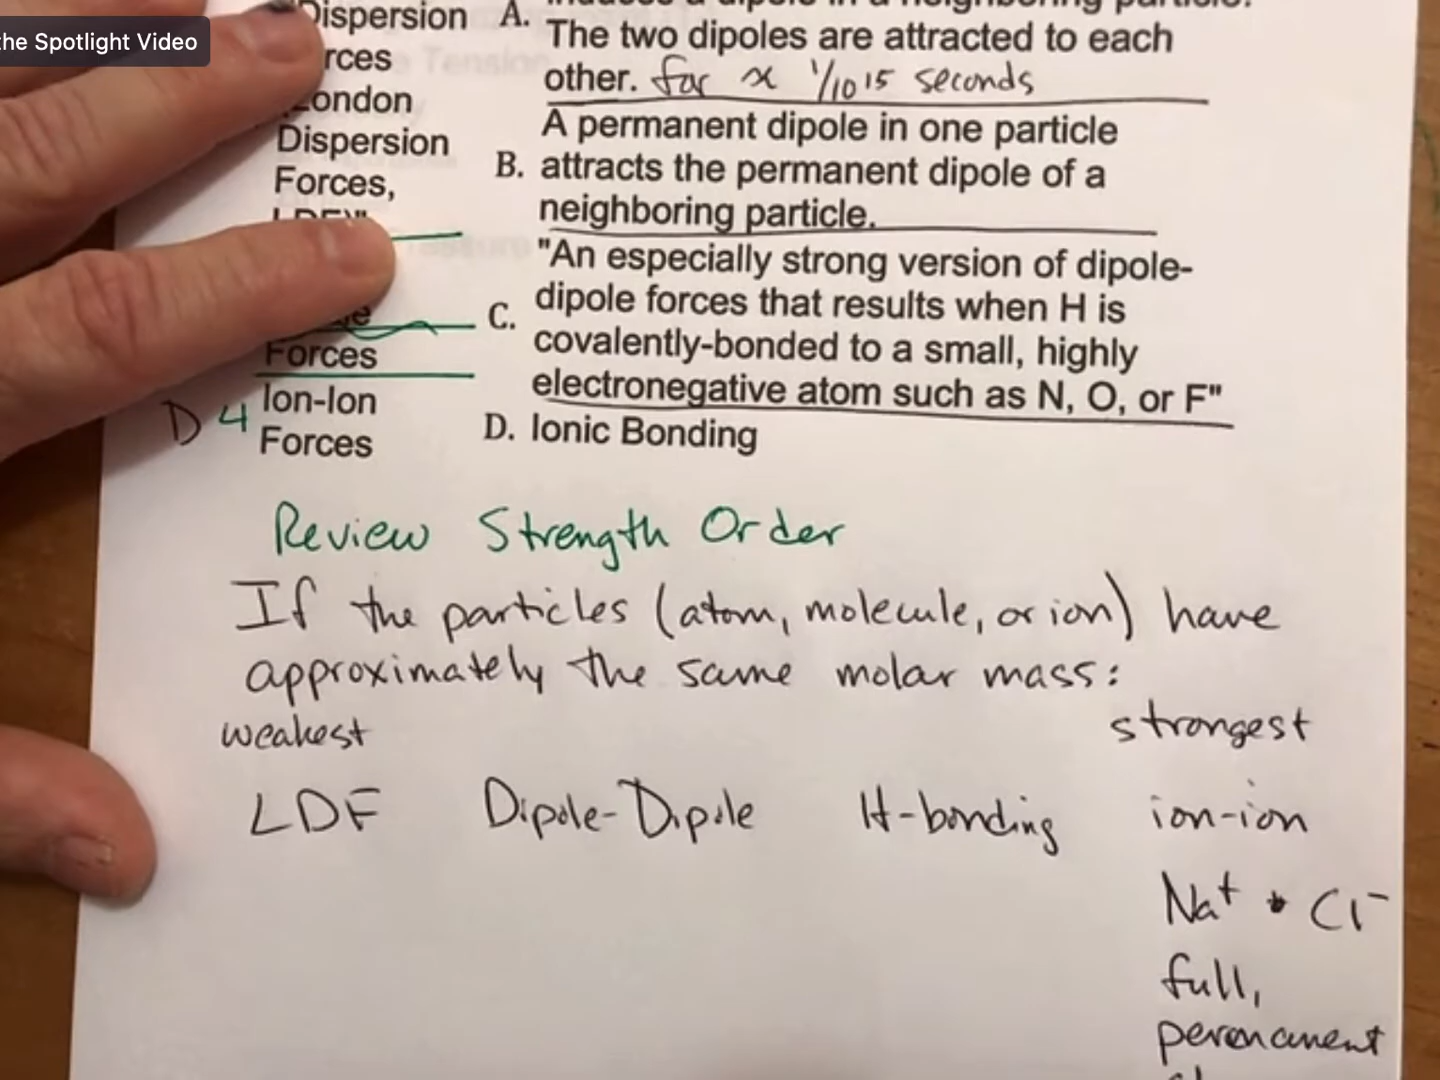 the Spotlight Video
Dispersion
A.
The two dipoles are attracted to each
other. for x 1/10 15 seconds
rces
London
Dispersion
Forces,
LDF)"
B.
A permanent dipole in one particle
attracts the permanent dipole of a
neighboring particle.
C.
"An especially strong version of dipole-
dipole forces that results when H is
covalently-bonded to a small, highly
electronegative atom such as N, O, or F"
Forces
D 4 Ion-Ion
Forces
D. Ionic Bonding
Review Strength Order
If the particles (atom, molecule, or ion) have
approximately the same molar mass:
weakest strongest
LDF Dipole-Dipole H-bonding ion-ion
Na+ Cl-
full,
permanent